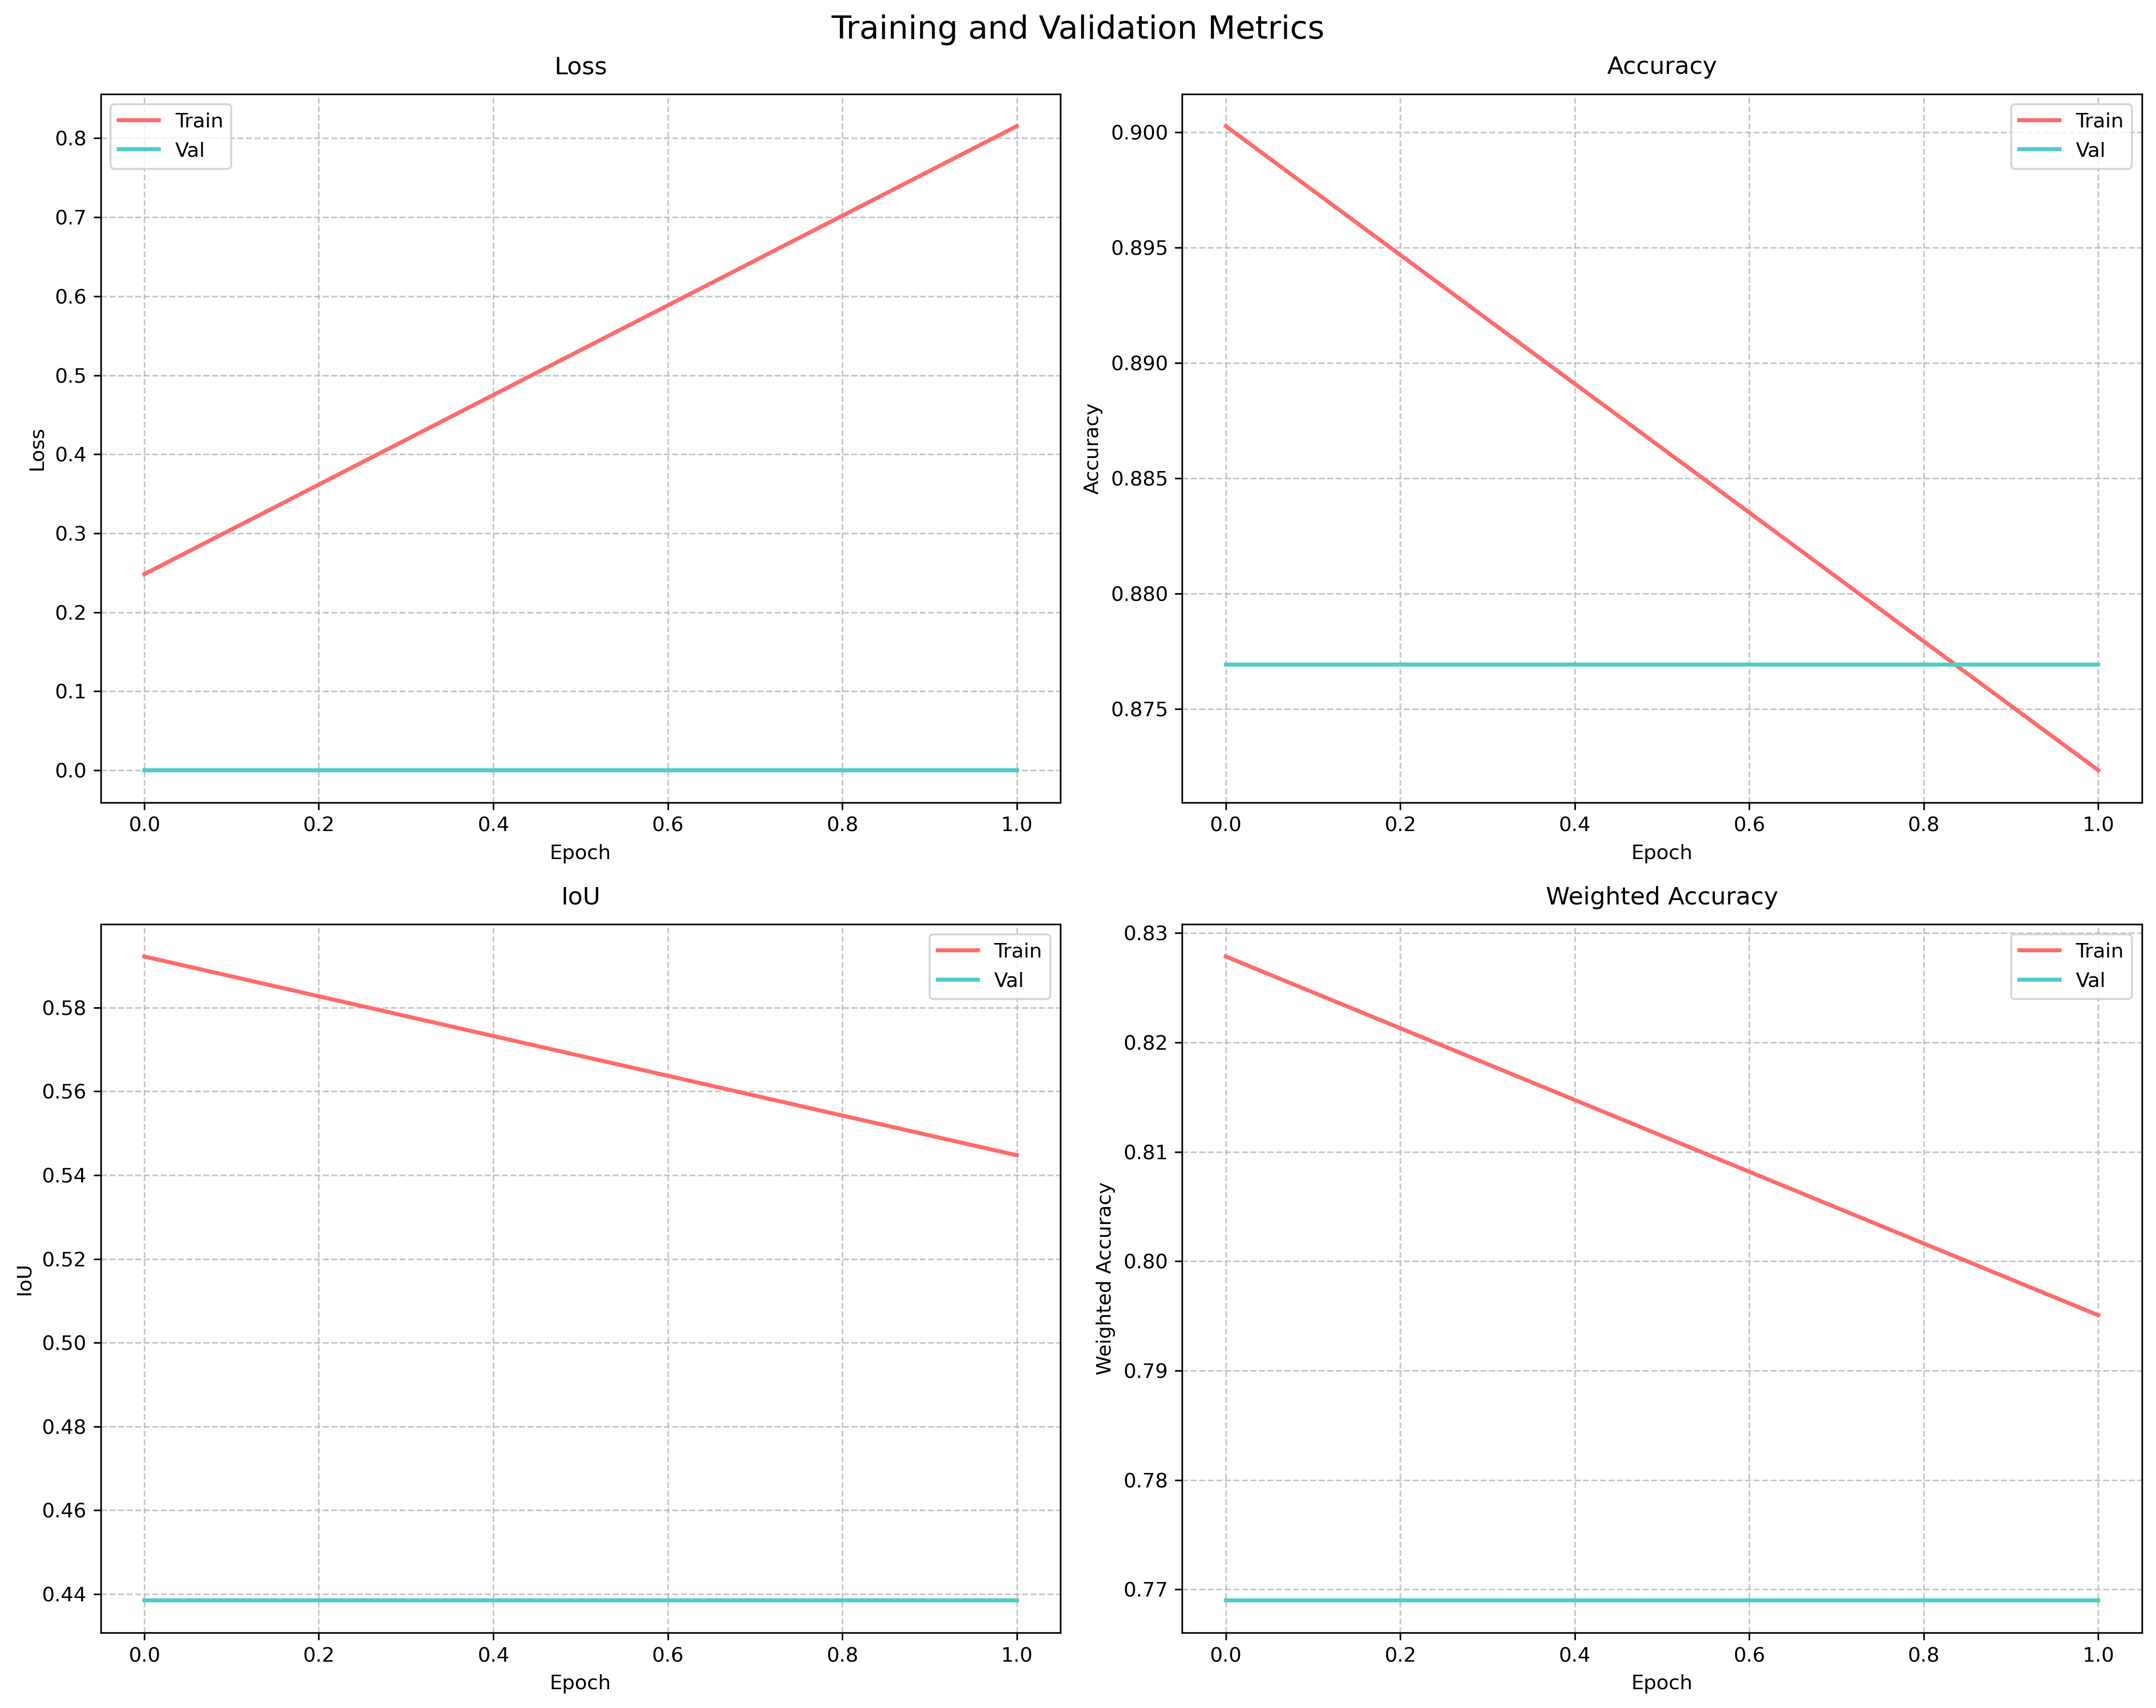 Training and Validation Metrics
Loss
Train
Val
0.8
0.7
0.6
0.5
0.4
0.3
0.2
0.1
0.0
Loss
0.0 0.2 0.4 0.6 0.8 1.0
Epoch
Accuracy
Train
Val
0.900
0.895
0.890
0.885
0.880
0.875
Accuracy
0.0 0.2 0.4 0.6 0.8 1.0
Epoch
IoU
Train
Val
0.58
0.56
0.54
0.52
0.50
0.48
0.46
0.44
IoU
0.0 0.2 0.4 0.6 0.8 1.0
Epoch
Weighted Accuracy
Train
Val
0.83
0.82
0.81
0.80
0.79
0.78
0.77
Weighted Accuracy
0.0 0.2 0.4 0.6 0.8 1.0
Epoch